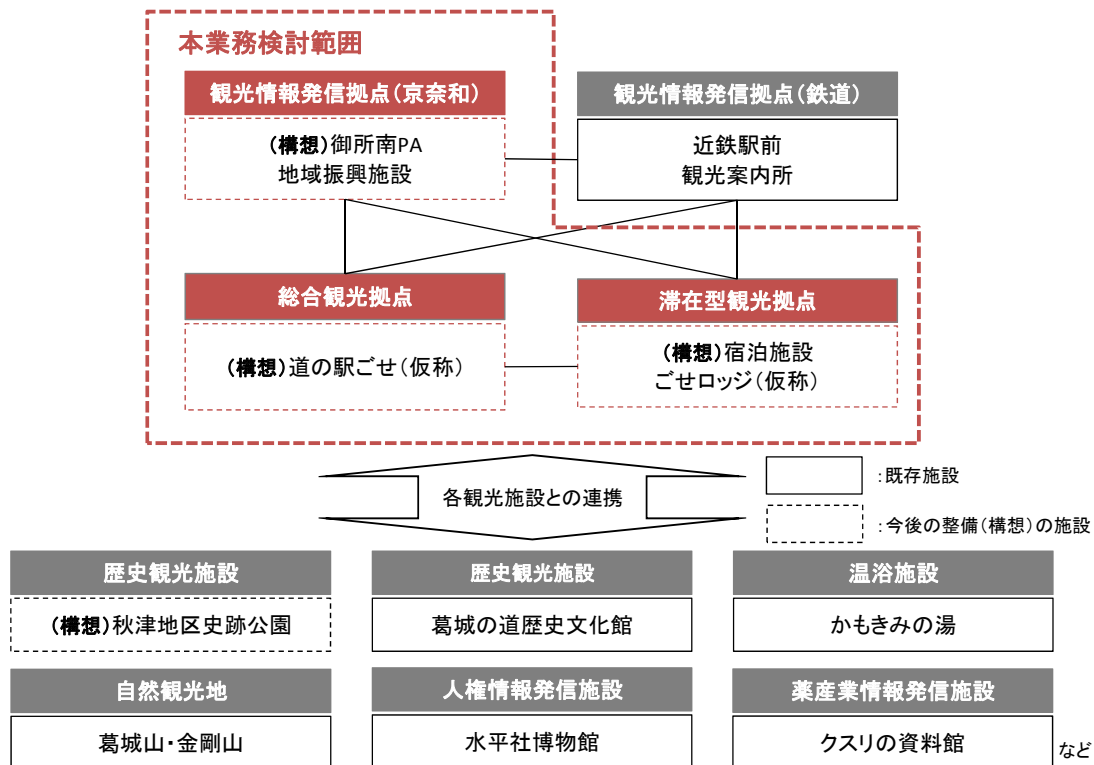 本業務検討範囲
観光情報発信拠点(京奈和)
観光情報発信拠点(鉄道)
(構想)御所南PA
地域振興施設
近鉄駅前
観光案内所
総合観光拠点
滞在型観光拠点
(構想)道の駅ごせ(仮称)
(構想)宿泊施設
ごせロッジ(仮称)
各観光施設との連携
:既存施設
:今後の整備(構想)の施設
歴史観光施設
歴史観光施設
温浴施設
(構想)秋津地区史跡公園
葛城の道歴史文化館
かもきみの湯
自然観光地
人権情報発信施設
薬産業情報発信施設
葛城山・金剛山
水平社博物館
クスリの資料館
など